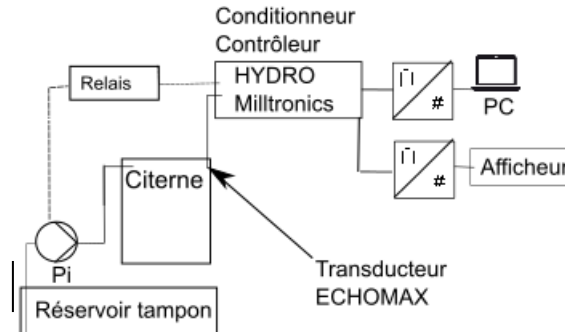 Conditionneur
Contrôleur
HYDRO
Milltronics
Relais
#
PC
Citerne
#
Afficheur
Pi
Transducteur
ECHOMAX
Réservoir tampon